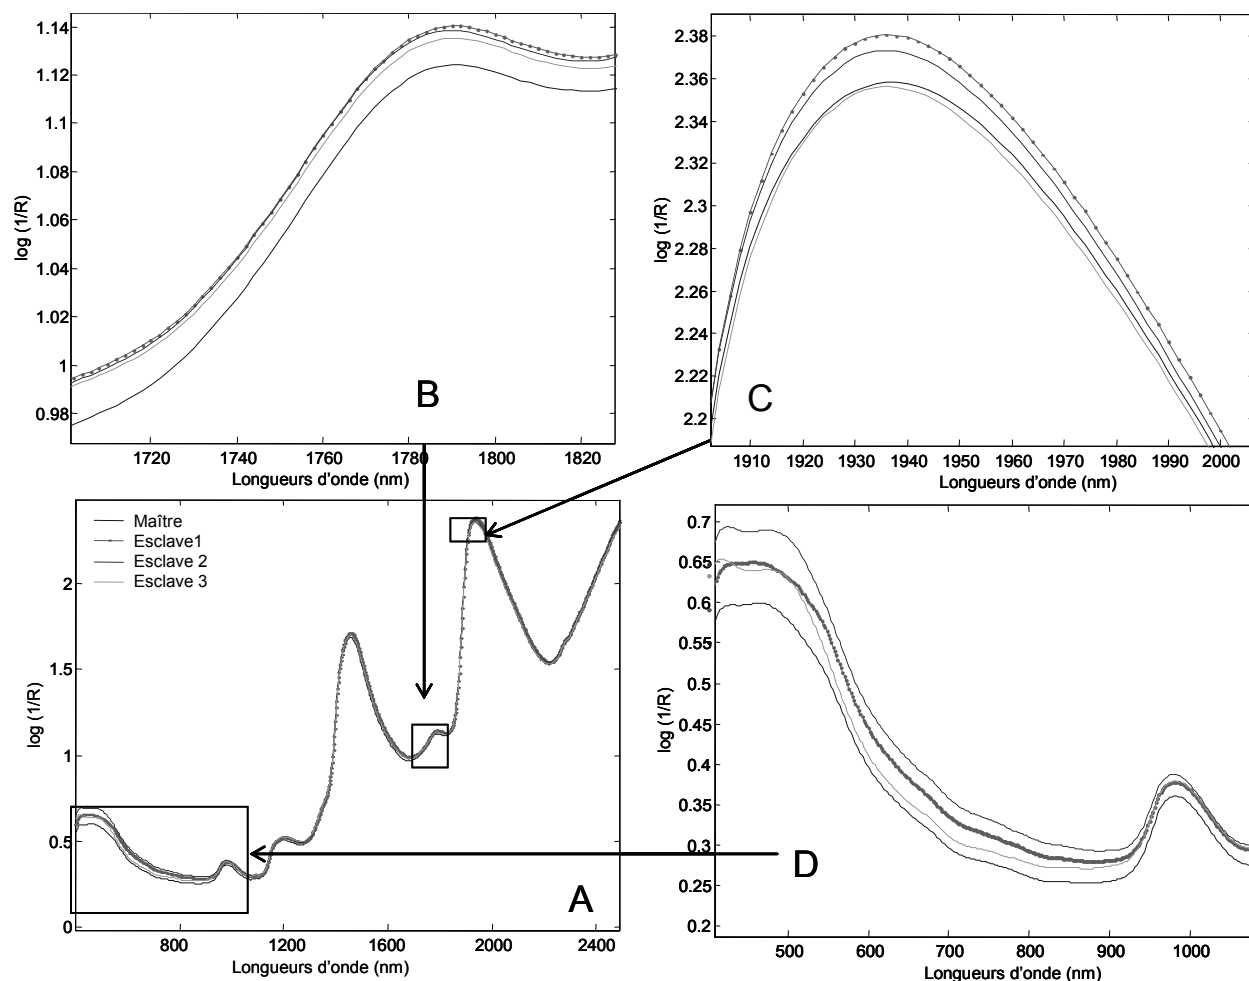 1.14
1.12
1.1
1.08
1.06
1.04
1.02
1
0.98
log (1/R)
1720 1740 1760 1780 1800 1820
Longueurs d'onde (nm)
B
2.38
2.36
2.34
2.32
2.3
2.28
2.26
2.24
2.22
2.2
log (1/R)
1910 1920 1930 1940 1950 1960 1970 1980 1990 2000
Longueurs d'onde (nm)
C
Maître
Esclave1
Esclave 2
Esclave 3
2
1.5
1
0.5
0
log (1/R)
800 1200 1600 2000 2400
Longueurs d'onde (nm)
A
0.7
0.65
0.6
0.55
0.5
0.45
0.4
0.35
0.3
0.25
0.2
log (1/R)
500 600 700 800 900 1000
Longueurs d'onde (nm)
D